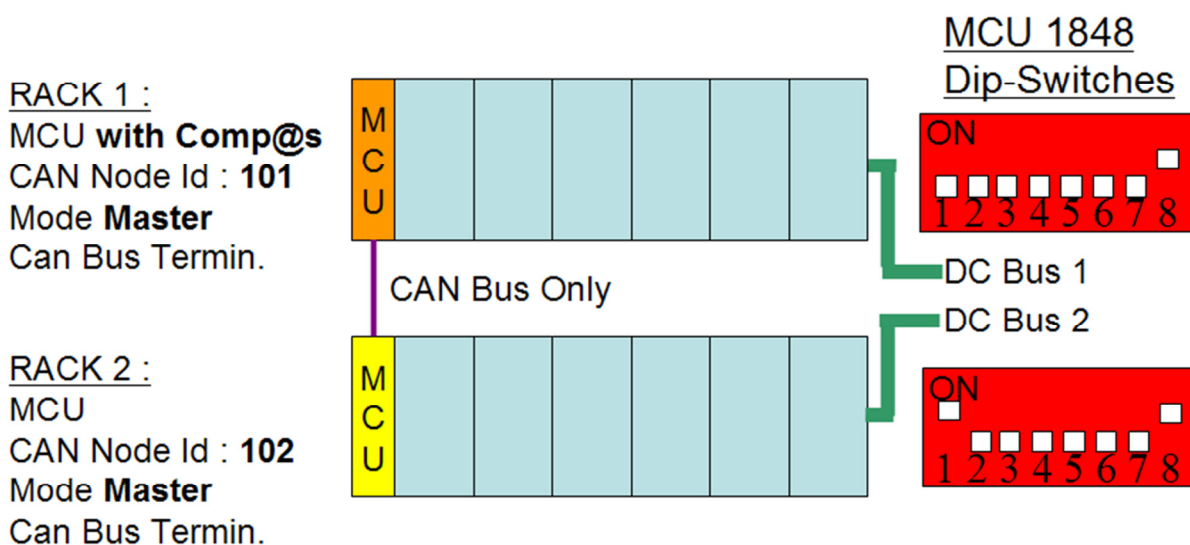 MCU 1848
Dip-Switches
RACK 1 :
MCU with Comp@s
CAN Node Id : 101
Mode Master
Can Bus Termin.
M
C
U
ON
1 2 3 4 5 6 7 8
CAN Bus Only
DC Bus 1
DC Bus 2
RACK 2 :
MCU
CAN Node Id : 102
Mode Master
Can Bus Termin.
M
C
U
ON
1 2 3 4 5 6 7 8